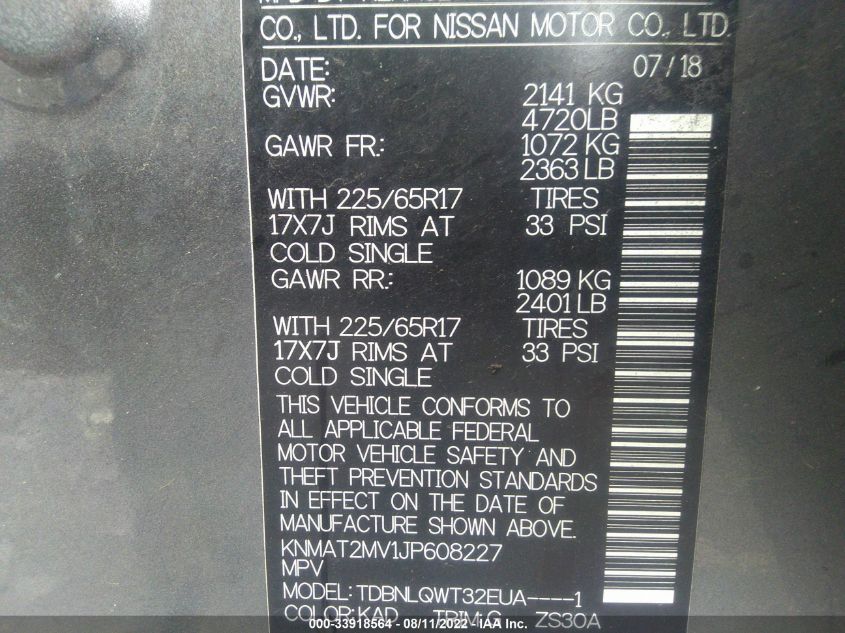 CO., LTD. FOR NISSAN MOTOR CO., LTD.
DATE: 07/18
GVWR: 2141 KG
4720LB
GAWR FR.: 1072 KG
2363 LB
WITH 225/65R17 TIRES
17X7J RIMS AT 33 PSI
COLD SINGLE
GAWR RR.: 1089 KG
2401 LB
WITH 225/65R17 TIRES
17X7J RIMS AT 33 PSI
COLD SINGLE
THIS VEHICLE CONFORMS TO
ALL APPLICABLE FEDERAL
MOTOR VEHICLE SAFETY AND
THEFT PREVENTION STANDARDS
IN EFFECT ON THE DATE OF
MANUFACTURE SHOWN ABOVE.
KNMAT2MV1JP608227
MPV
MODEL: TDBNLQWT32EUA----1
COLOR: KAD TRIM: G ZS30A
000-33918564 - 08/11/2022 - IAA Inc.